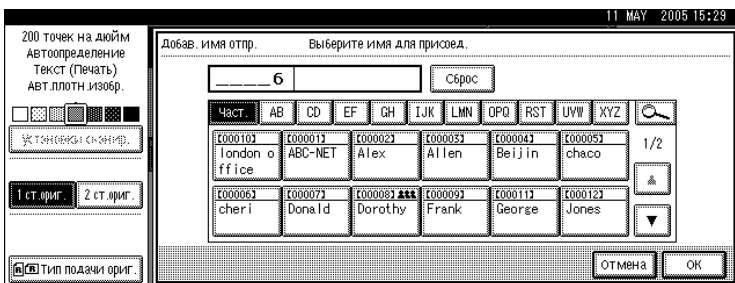 11 MAY 2005 15:29
200 точек на дюйм
Автоопределение
Текст (Печать)
Авт.плотн.изобр.
Установки сканир.
1 ст.ориг. 2 ст.ориг.
Тип подачи ориг.
Добав. имя отпр. Выберите имя для присоед.
____6 Сброс
Част. AB CD EF GH IJK LMN OPQ RST UVW XYZ
[00010] [00001] [00002] [00003] [00004] [00005] 1/2
london o ABC-NET Alex Allen Beijin chaco
ffice
[00006] [00007] [00008] [00009] [00011] [00012]
cheri Donald Dorothy Frank George Jones
Отмена OK